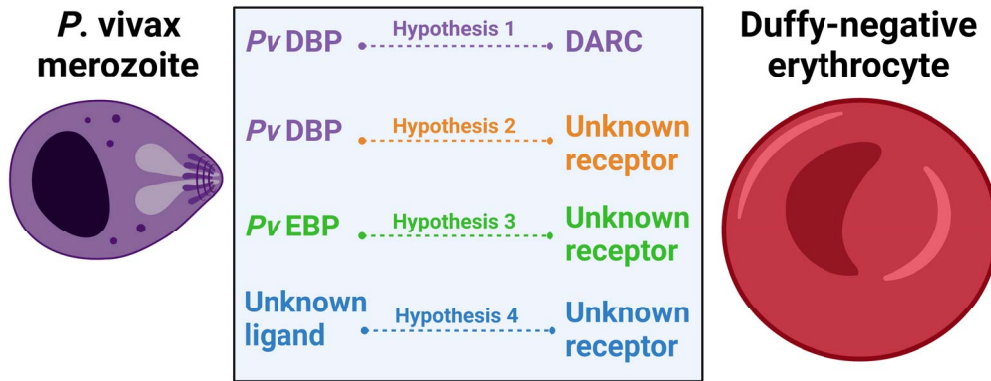 P. vivax
merozoite
Pv DBP Hypothesis 1 DARC
Pv DBP Hypothesis 2 Unknown
receptor
Pv EBP Hypothesis 3 Unknown
receptor
Unknown
ligand Hypothesis 4 Unknown
receptor
Duffy-negative
erythrocyte